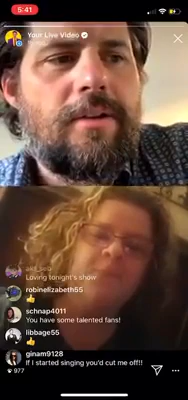 5:41
Your Live Video
Loving tonight's show
robinelizabeth55
👍
schnap4011
You have some talented fans!
libbage55
👍
ginam9128
If I started singing you'd cut me off!!
977